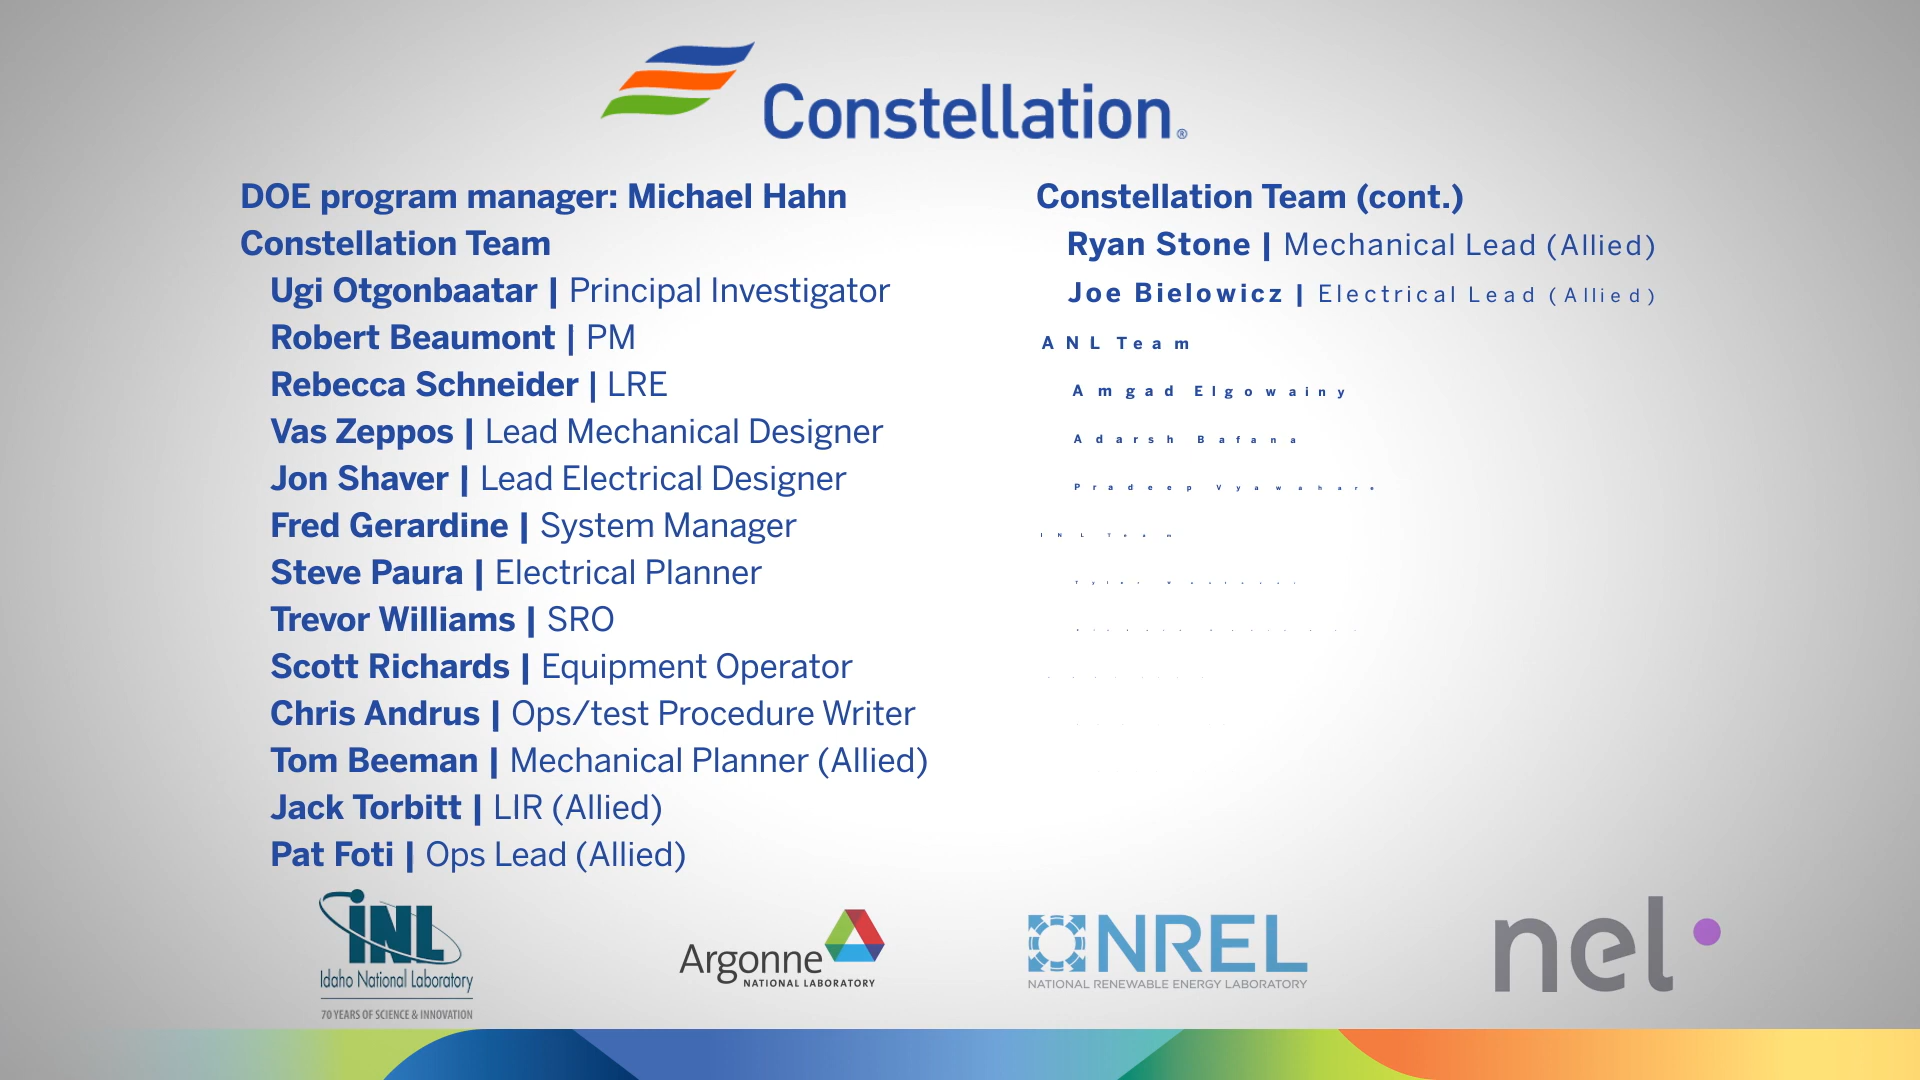 Constellation®
DOE program manager: Michael Hahn
Constellation Team
Ugi Otgonbaatar | Principal Investigator
Robert Beaumont | PM
Rebecca Schneider | LRE
Vas Zeppos | Lead Mechanical Designer
Jon Shaver | Lead Electrical Designer
Fred Gerardine | System Manager
Steve Paura | Electrical Planner
Trevor Williams | SRO
Scott Richards | Equipment Operator
Chris Andrus | Ops/test Procedure Writer
Tom Beeman | Mechanical Planner (Allied)
Jack Torbitt | LIR (Allied)
Pat Foti | Ops Lead (Allied)
Constellation Team (cont.)
Ryan Stone | Mechanical Lead (Allied)
Joe Bielowicz | Electrical Lead (Allied)
ANL Team
Amgad Elgowainy
Adarsh Bafana
Pradeep Vyawahare
INL Team
INL
Idaho National Laboratory
70 YEARS OF SCIENCE & INNOVATION
Argonne
NATIONAL LABORATORY
NREL
NATIONAL RENEWABLE ENERGY LABORATORY
nel